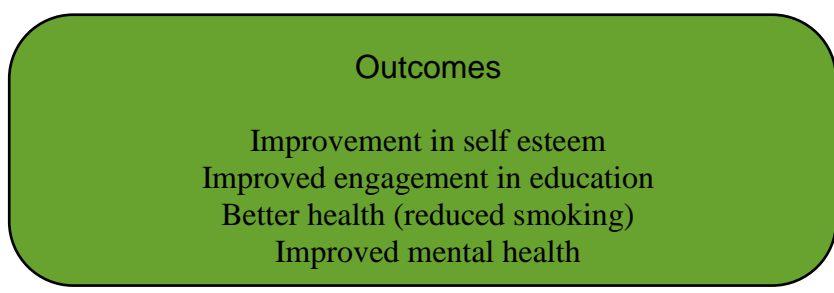 Outcomes
Improvement in self esteem
Improved engagement in education
Better health (reduced smoking)
Improved mental health